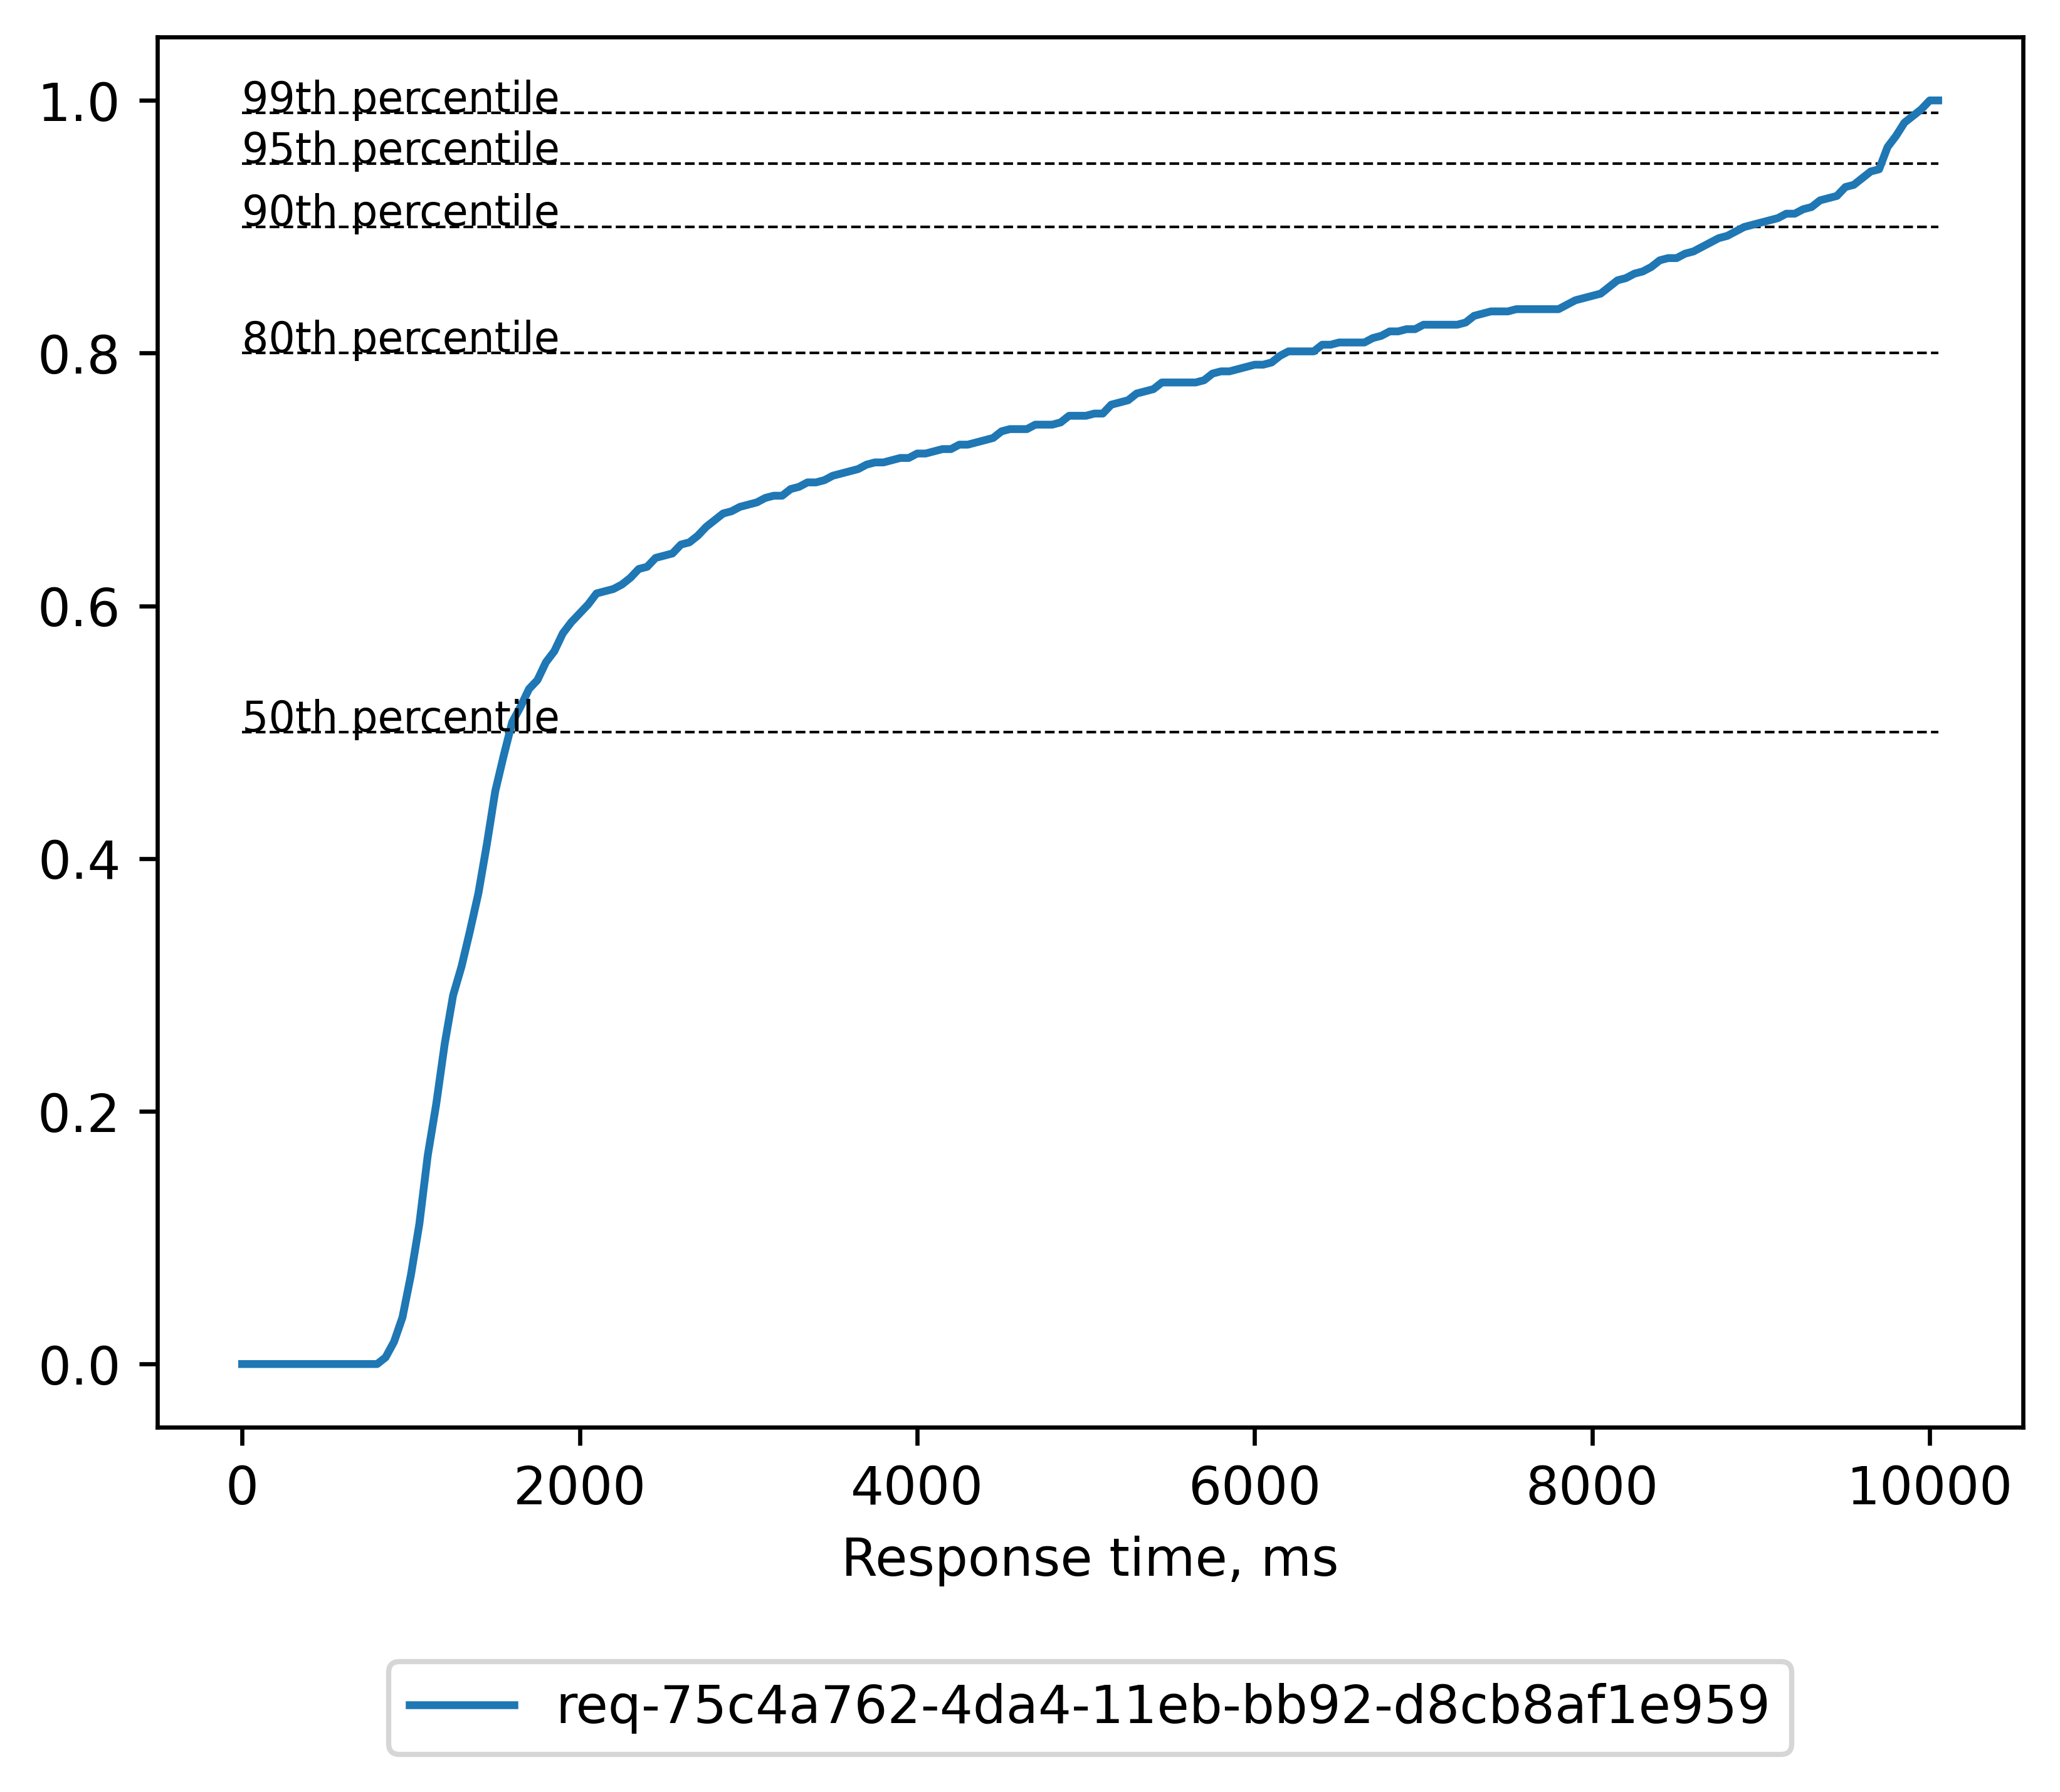 1.0
0.8
0.6
0.4
0.2
0.0
99th percentile
95th percentile
90th percentile
80th percentile
50th percentile
0 2000 4000 6000 8000 10000
Response time, ms
req-75c4a762-4da4-11eb-bb92-d8cb8af1e959